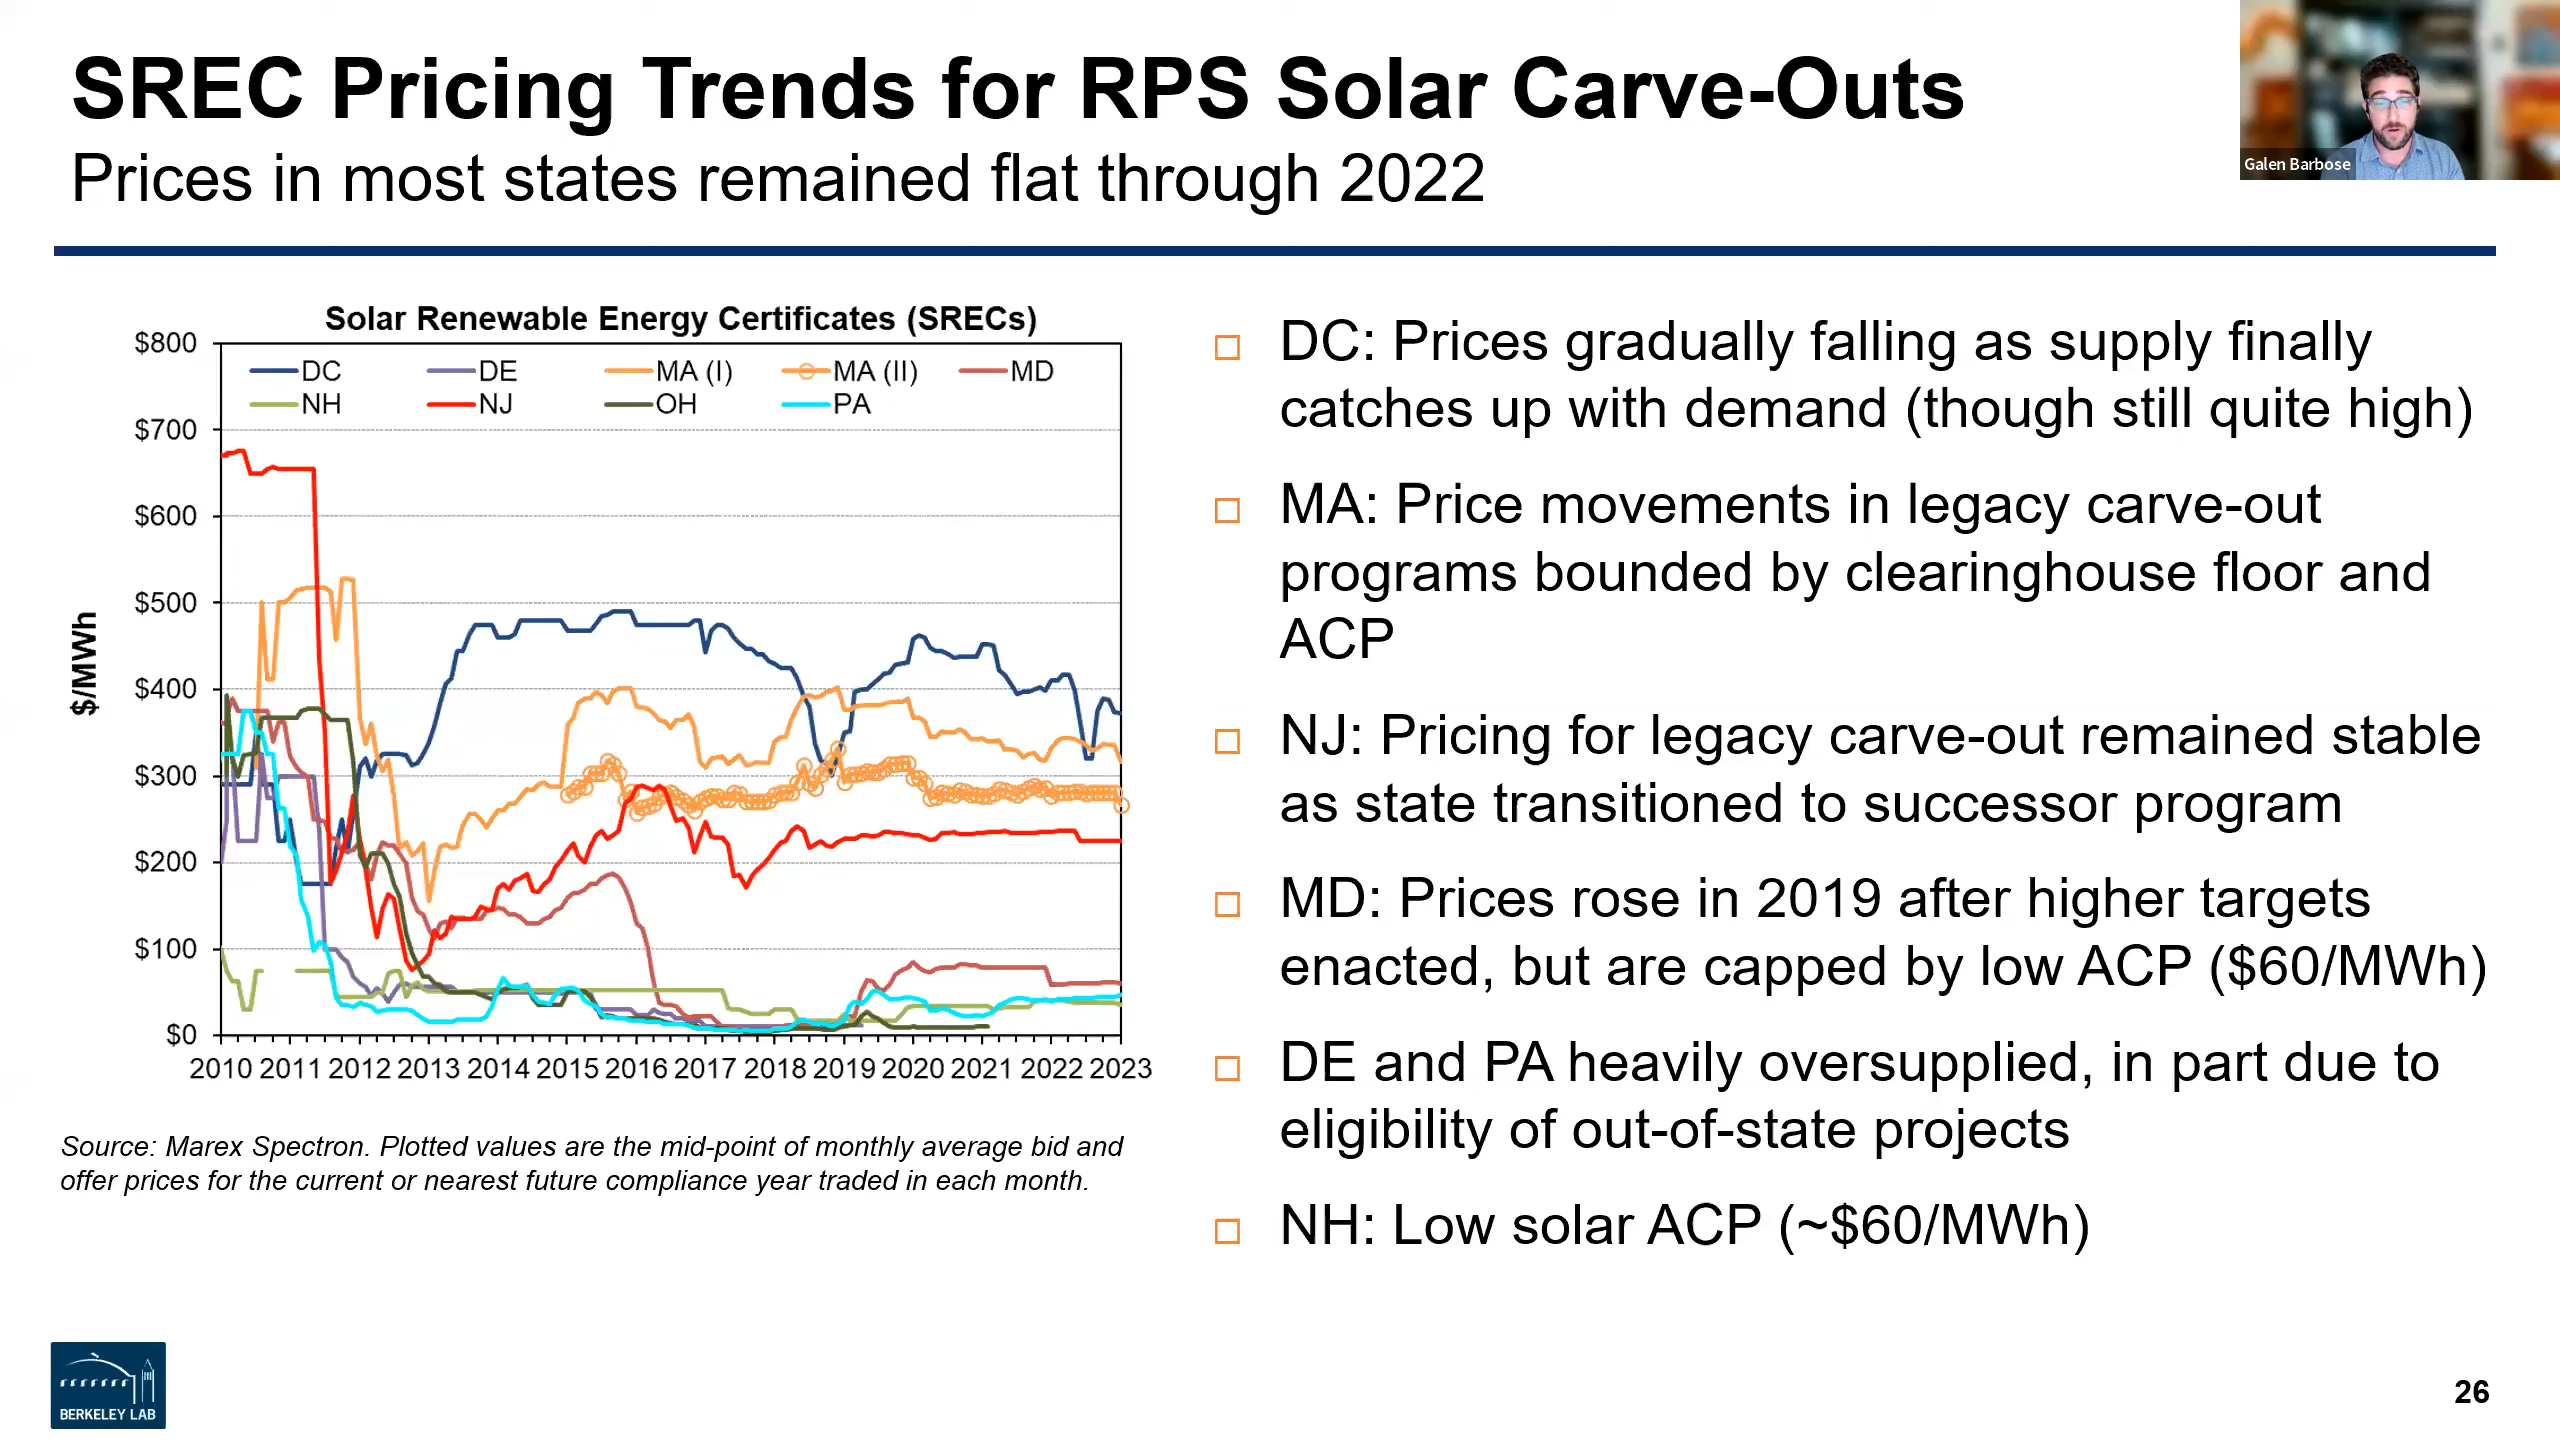 SREC Pricing Trends for RPS Solar Carve-Outs
Prices in most states remained flat through 2022
Galen Barbose
Solar Renewable Energy Certificates (SRECs)
$/MWh
$800
$700
$600
$500
$400
$300
$200
$100
$0
DC DE MA (I) MA (II) MD
NH NJ OH PA
2010 2011 2012 2013 2014 2015 2016 2017 2018 2019 2020 2021 2022 2023
Source: Marex Spectron. Plotted values are the mid-point of monthly average bid and
offer prices for the current or nearest future compliance year traded in each month.
DC: Prices gradually falling as supply finally
catches up with demand (though still quite high)
MA: Price movements in legacy carve-out
programs bounded by clearinghouse floor and
ACP
NJ: Pricing for legacy carve-out remained stable
as state transitioned to successor program
MD: Prices rose in 2019 after higher targets
enacted, but are capped by low ACP ($60/MWh)
DE and PA heavily oversupplied, in part due to
eligibility of out-of-state projects
NH: Low solar ACP (~$60/MWh)
BERKELEY LAB
26